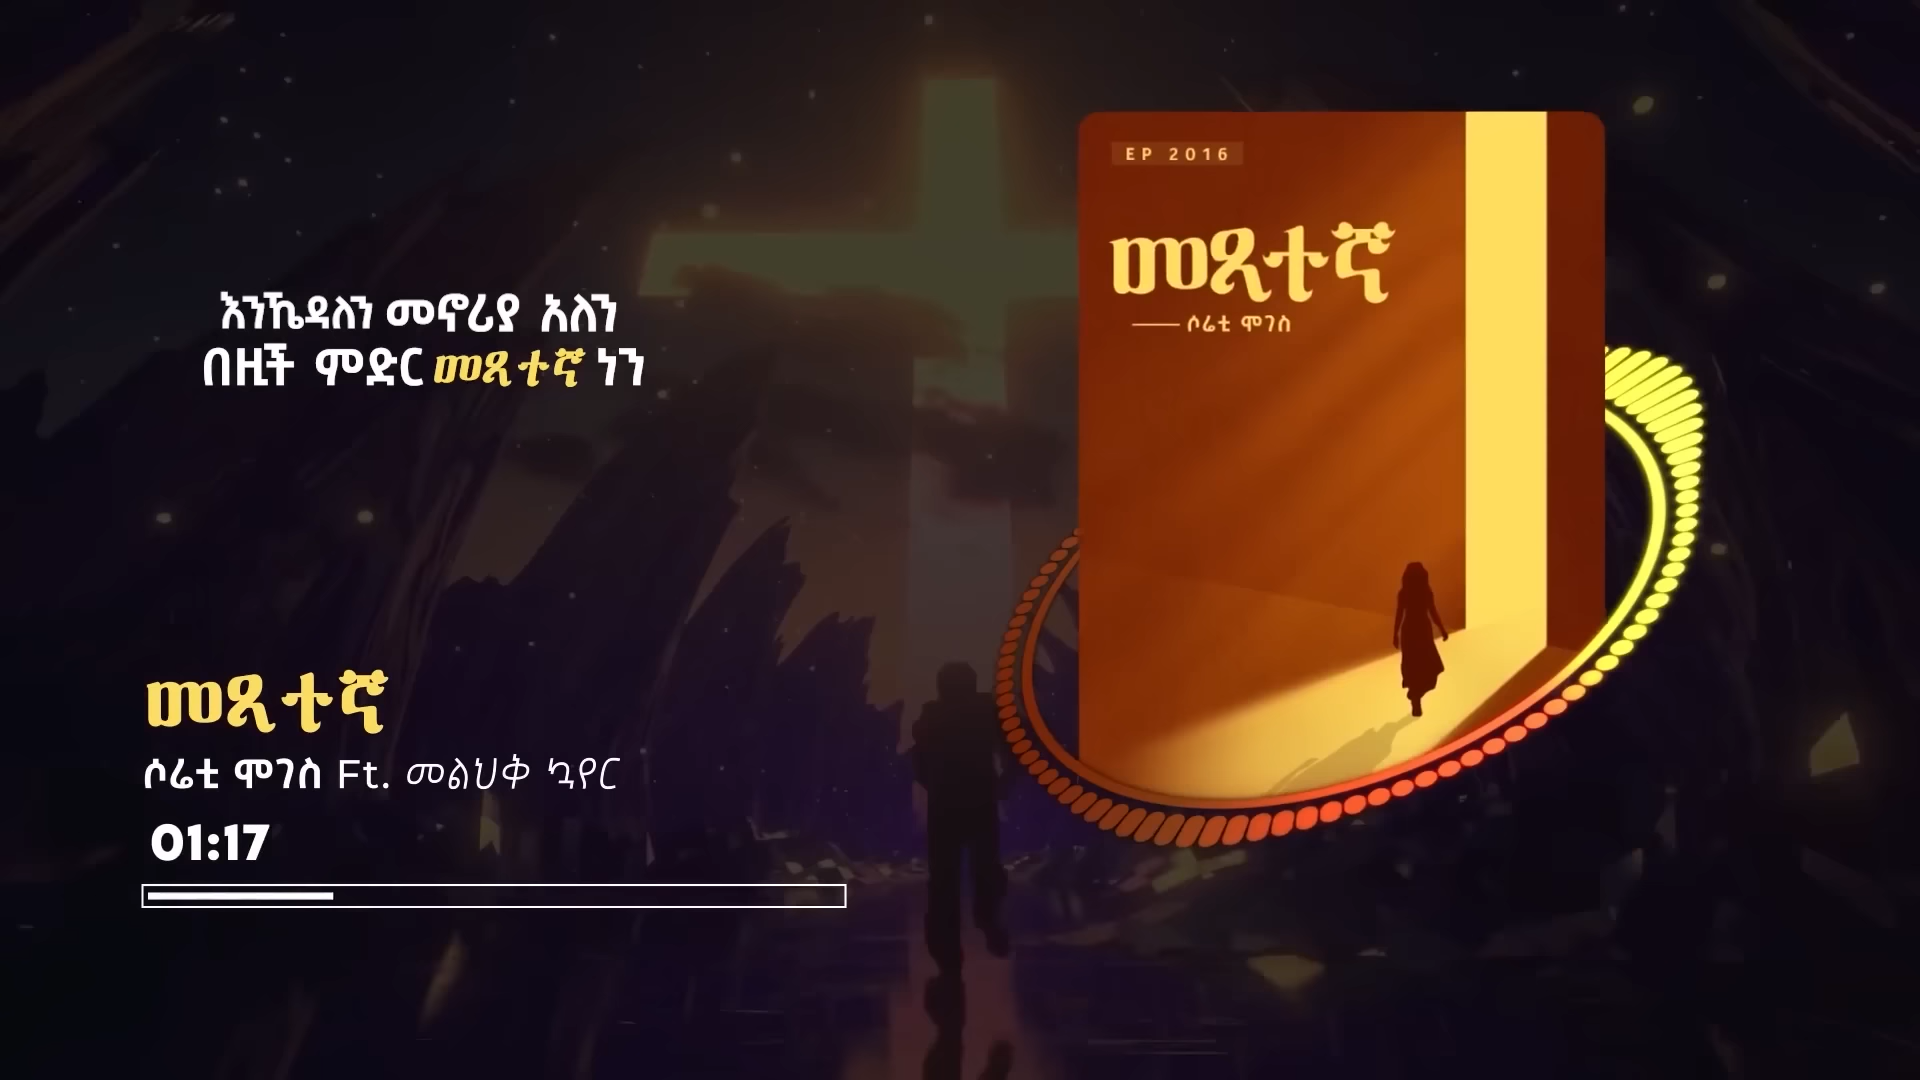 እንኼዳለን መኖሪያ አለን
በዚች ምድር መጻተኛ ነን
መጻተኛ
ሶሬቲ ሞገስ Ft. መልህቅ ኳየር
01:17
EP 2016
መጻተኛ
ሶሬቲ ሞገስ